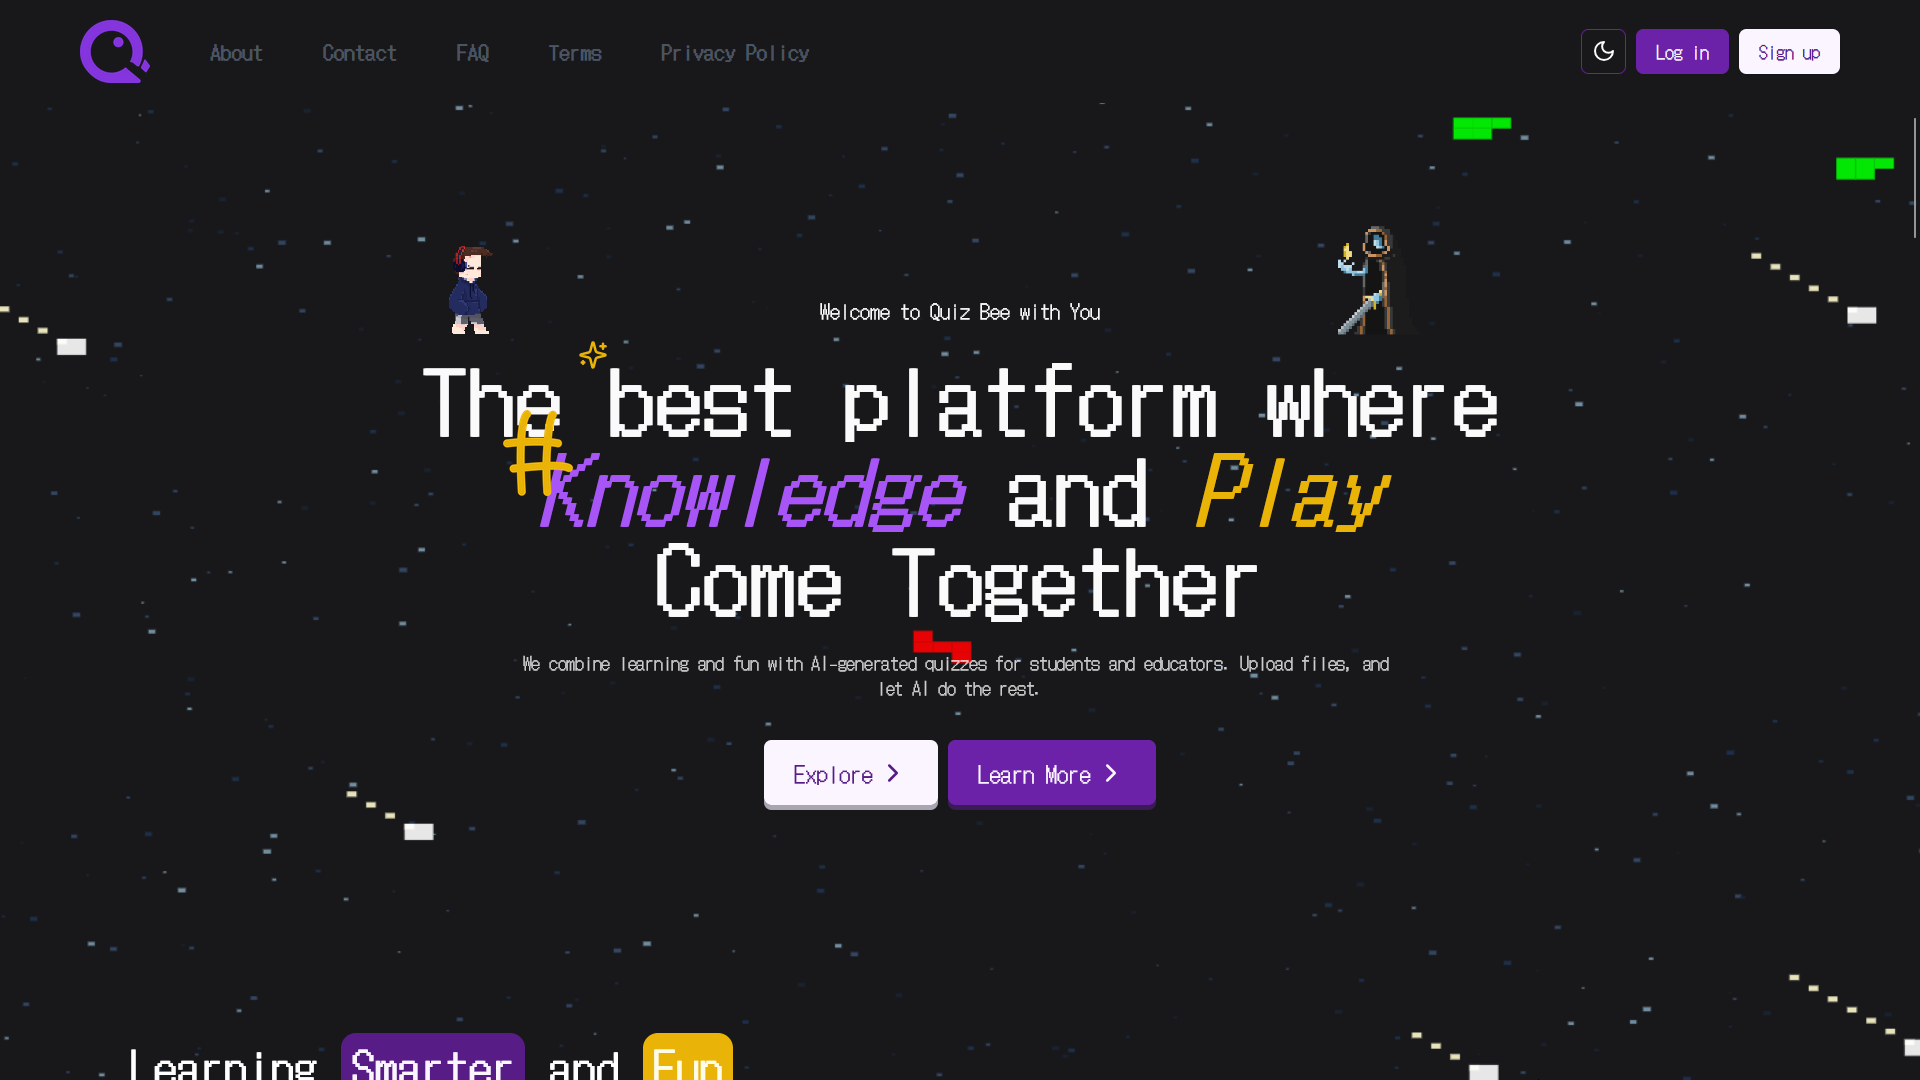 About Contact FAQ Terms Privacy Policy Log in Sign up
Welcome to Quiz Bee with You
The best platform where
#
Knowledge and Play
Come Together
We combine learning and fun with AI-generated quizzes for students and educators. Upload files, and
let AI do the rest.
Explore Learn More
Learning Smarter and Fun